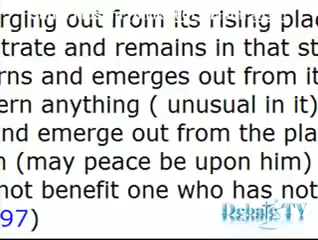 rging out from its rising plac
trate and remains in that st
rns and emerges out from it
ern anything ( unusual in it)
nd emerge out from the pla
n (may peace be upon him)
not benefit one who has not
97)
Rebuke TV